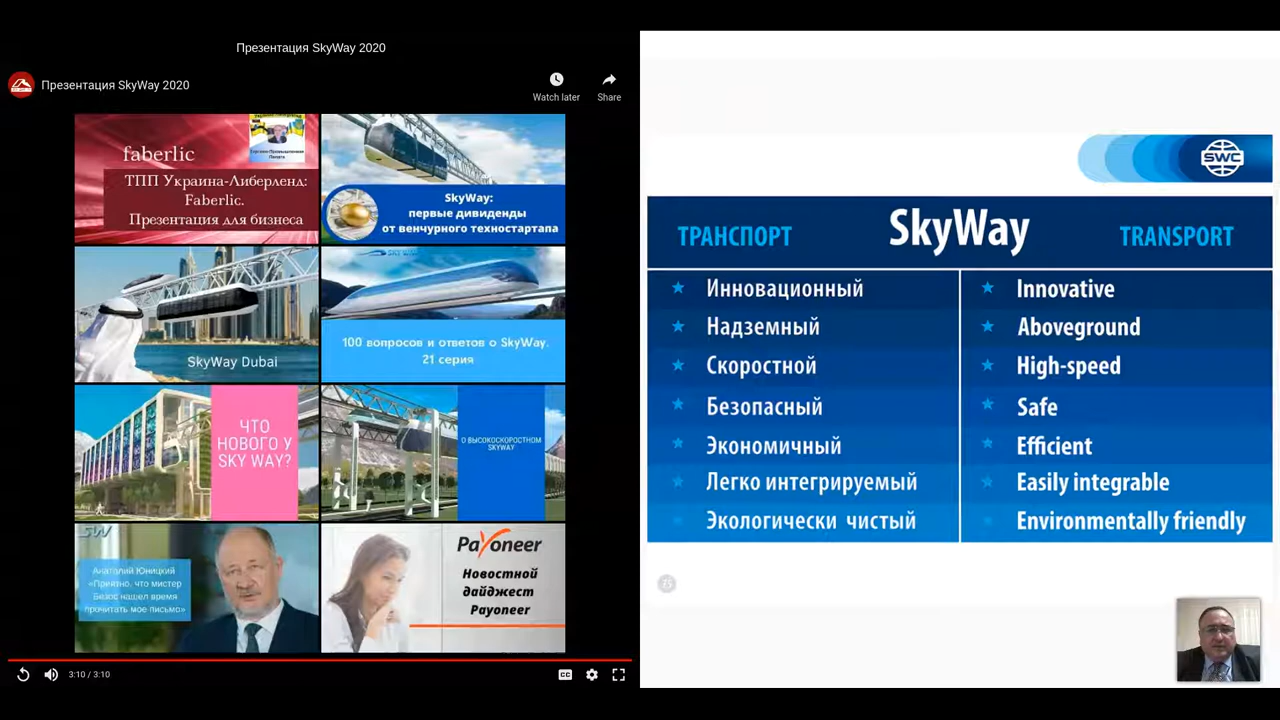 Презентация SkyWay 2020
Презентация SkyWay 2020
Watch later
Share
faberlic
ТПП Украина-Либерленд:
Faberlic.
Презентация для бизнеса
SkyWay:
первые дивиденды
от венчурного техностартапа
SkyWay Dubai
100 вопросов и ответов о SkyWay.
21 серия
ЧТО
НОВОГО У
SKY WAY?
О ВЫСОКОСКОРОСТНОМ
SKYWAY
SW
Анатолий Юницкий
«Приятно, что мистер
Безос нашел время
прочитать мое письмо»
Payoneer
Новостной
дайджест
Payoneer
3:10 / 3:10
CC
SWC
ТРАНСПОРТ
SkyWay
TRANSPORT
Инновационный
Innovative
Надземный
Aboveground
Скоростной
High-speed
Безопасный
Safe
Экономичный
Efficient
Легко интегрируемый
Easily integrable
Экологически чистый
Environmentally friendly